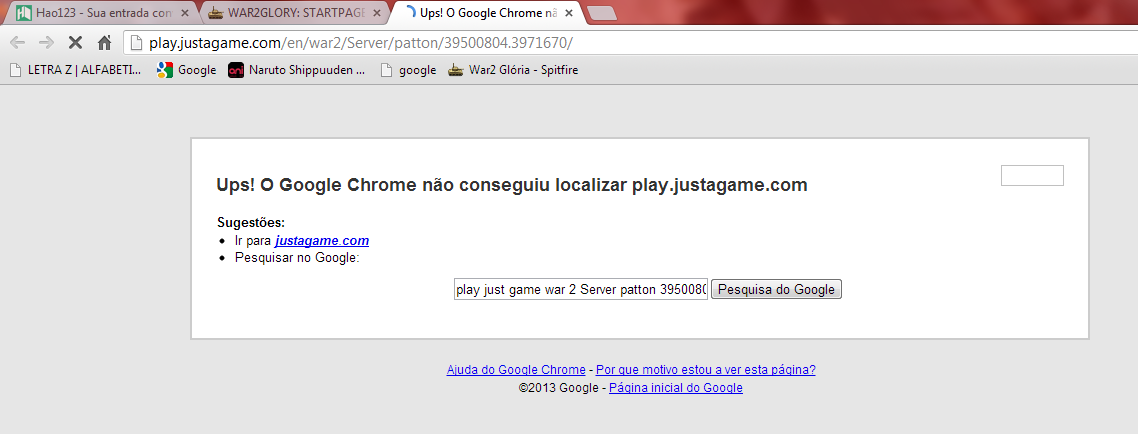 Hao123 - Sua entrada con
WAR2GLORY: STARTPAGE
Ups! O Google Chrome nã
play.justagame.com/en/war2/Server/patton/39500804.3971670/
LETRA Z | ALFABETI...
Google
Naruto Shippuuden ...
google
War2 Glória - Spitfire
Ups! O Google Chrome não conseguiu localizar play.justagame.com
Sugestões:
Ir para justagame.com
Pesquisar no Google:
play just game war 2 Server patton 3950080
Pesquisa do Google
Ajuda do Google Chrome - Por que motivo estou a ver esta página?
©2013 Google - Página inicial do Google